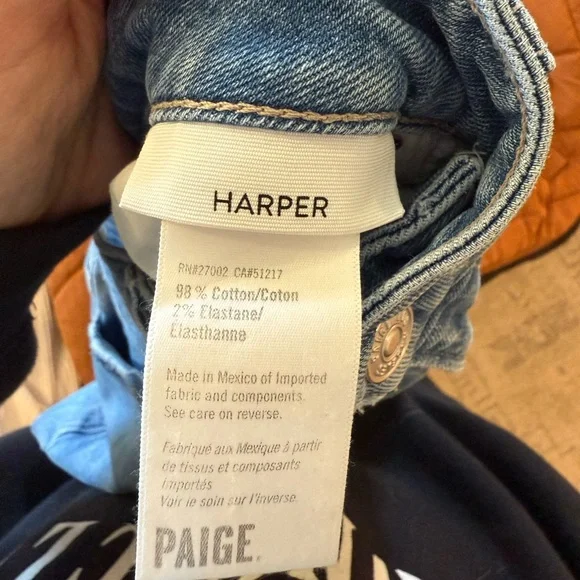 HARPER
RN#27002 CA#51217
98 % Cotton/Coton
2% Elastane/
Elasthanne
Made in Mexico of Imported
fabric and components.
See care on reverse.
Fabriqué aux Mexique à partir
de tissus et composants
importés
Voir le soin sur l'inverse.
PAIGE.